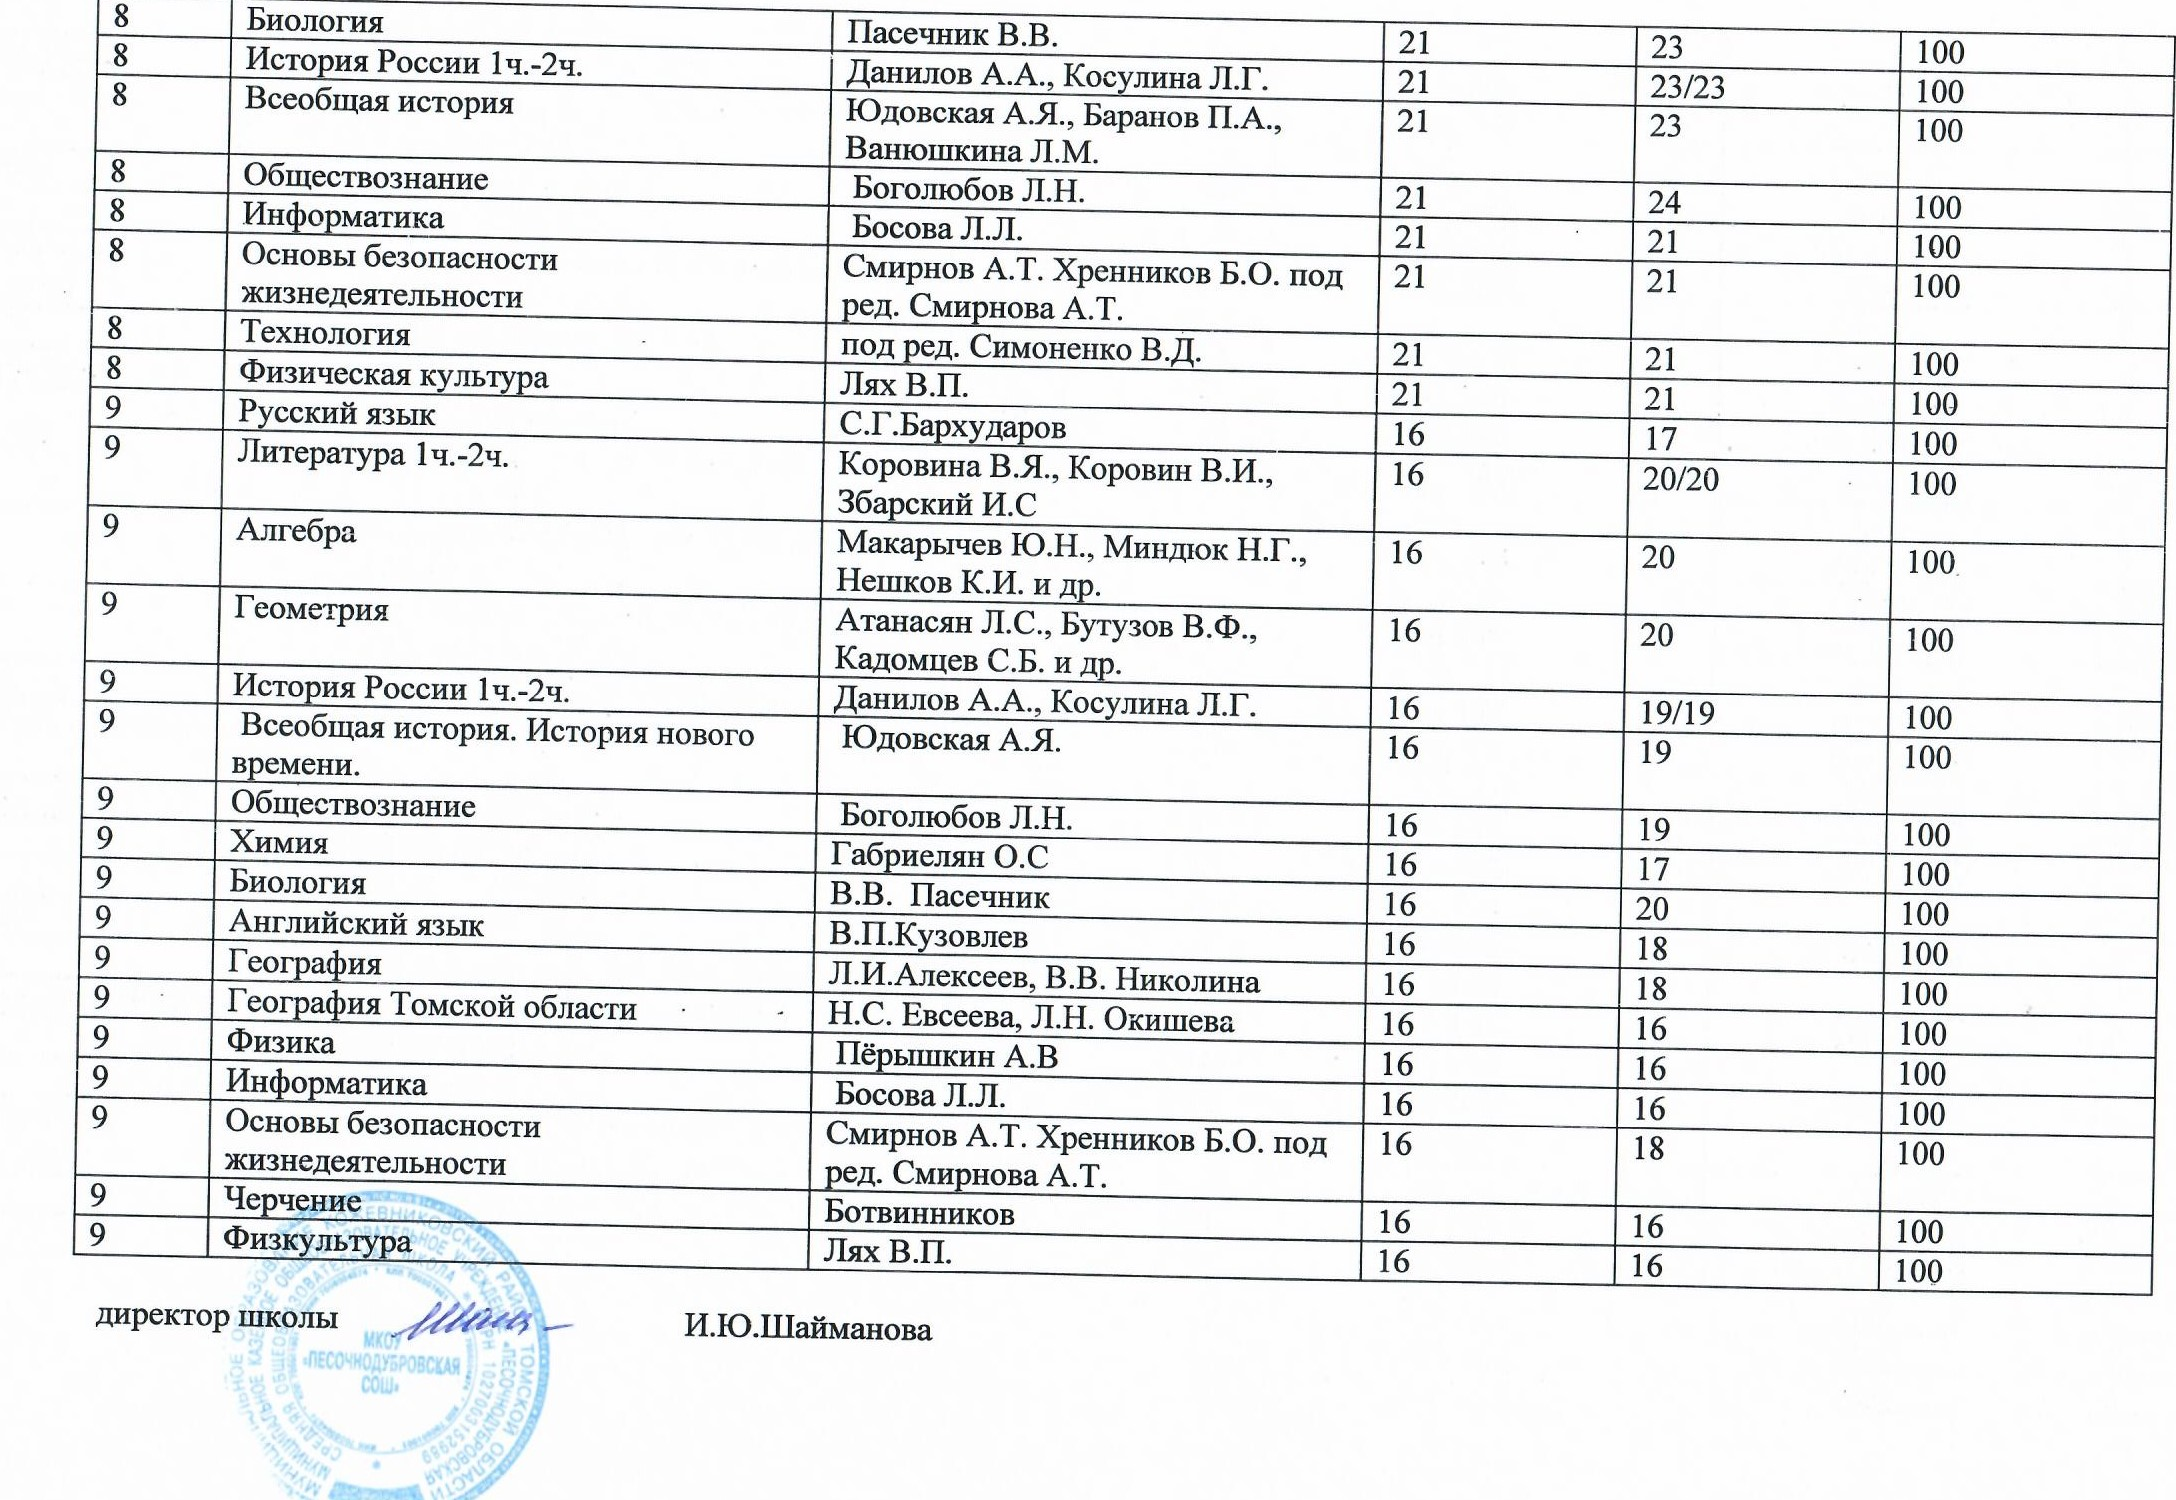 8 Биология Пасечник В.В. 21 23 100
8 История России 1ч.-2ч. Данилов А.А., Косулина Л.Г. 21 23/23 100
8 Всеобщая история Юдовская А.Я., Баранов П.А., 21 23 100
Ванюшкина Л.М.
8 Обществознание Боголюбов Л.Н. 21 24 100
8 Информатика Босова Л.Л. 21 21 100
8 Основы безопасности Смирнов А.Т. Хренников Б.О. под 21 21 100
жизнедеятельности ред. Смирнова А.Т.
8 Технология под ред. Симоненко В.Д. 21 21 100
8 Физическая культура Лях В.П. 21 21 100
9 Русский язык С.Г.Бархударов 16 17 100
9 Литература 1ч.-2ч. Коровина В.Я., Коровин В.И., 16 20/20 100
Збарский И.С
9 Алгебра Макарычев Ю.Н., Миндюк Н.Г., 16 20 100
Нешков К.И. и др.
9 Геометрия Атанасян Л.С., Бутузов В.Ф., 16 20 100
Кадомцев С.Б. и др.
9 История России 1ч.-2ч. Данилов А.А., Косулина Л.Г. 16 19/19 100
9 Всеобщая история. История нового Юдовская А.Я. 16 19 100
времени.
9 Обществознание Боголюбов Л.Н. 16 19 100
9 Химия Габриелян О.С 16 17 100
9 Биология В.В. Пасечник 16 20 100
9 Английский язык В.П.Кузовлев 16 18 100
9 География Л.И.Алексеев, В.В. Николина 16 18 100
9 География Томской области Н.С. Евсеева, Л.Н. Окишева 16 16 100
9 Физика Пёрышкин А.В 16 16 100
9 Информатика Босова Л.Л. 16 16 100
9 Основы безопасности Смирнов А.Т. Хренников Б.О. под 16 18 100
жизнедеятельности ред. Смирнова А.Т.
9 Черчение Ботвинников 16 16 100
9 Физкультура Лях В.П. 16 16 100
директор школы И.Ю.Шайманова
МКОУ
«ПЕСОЧНОДУБРОВСКАЯ
СОШ»
КОЖЕВНИКОВСКИЙ РАЙОН ТОМСКОЙ ОБЛАСТИ